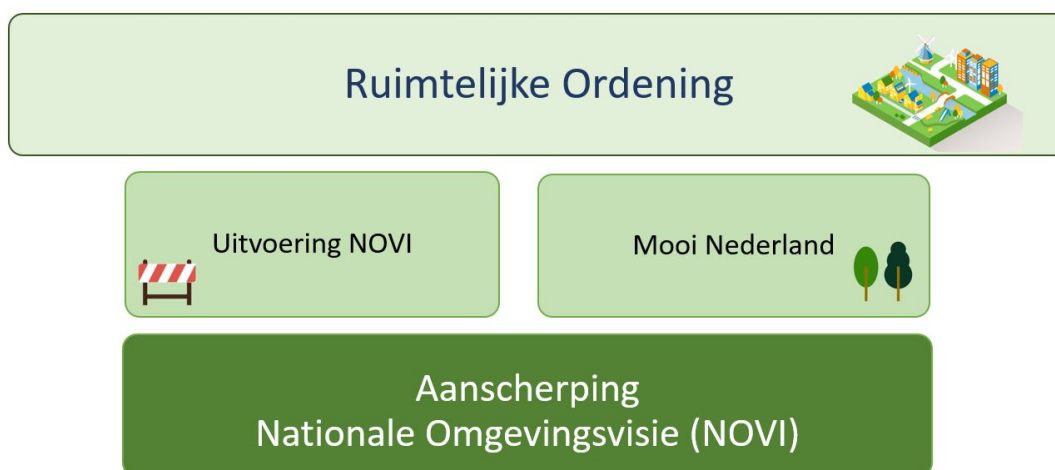 Ruimtelijke Ordening
Uitvoering NOVI
Mooi Nederland
Aanscherping
Nationale Omgevingsvisie (NOVI)